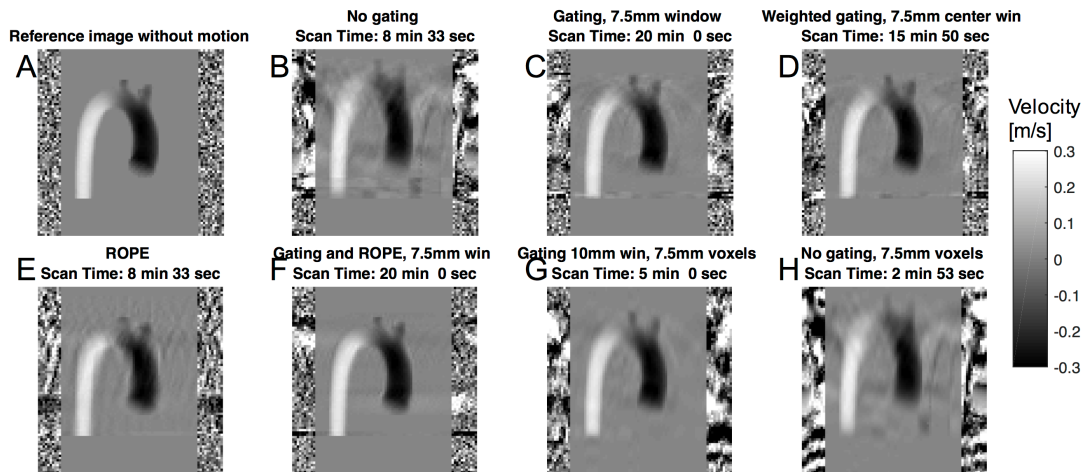 Reference image without motion
A
No gating
Scan Time: 8 min 33 sec
B
Gating, 7.5mm window
Scan Time: 20 min  0 sec
C
Weighted gating, 7.5mm center win
Scan Time: 15 min 50 sec
D
Velocity
[m/s]
0.3
0.2
0.1
0
-0.1
-0.2
-0.3
ROPE
Scan Time: 8 min 33 sec
E
Gating and ROPE, 7.5mm win
Scan Time: 20 min  0 sec
F
Gating 10mm win, 7.5mm voxels
Scan Time: 5 min  0 sec
G
No gating, 7.5mm voxels
Scan Time: 2 min 53 sec
H